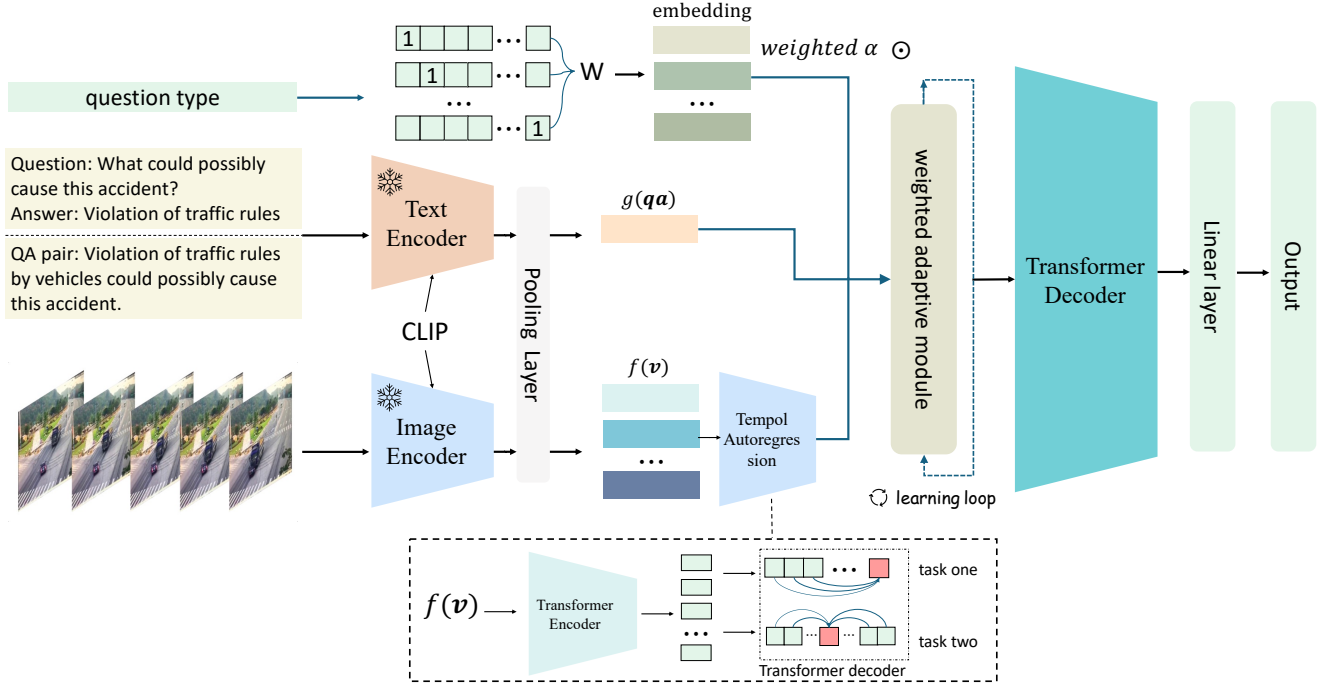 embedding
weighted α ⊙
1
1
...
1
...
...
...
W
...
question type
Question: What could possibly
cause this accident?
Answer: Violation of traffic rules
QA pair: Violation of traffic rules
by vehicles could possibly cause
this accident.
Text
Encoder
CLIP
Image
Encoder
Pooling Layer
g(qa)
f(v)
...
Tempol
Autoregres
sion
weighted adaptive module
learning loop
Transformer
Decoder
Linear layer
Output
f(v)
Transformer
Encoder
...
...
task one
... ...
task two
Transformer decoder